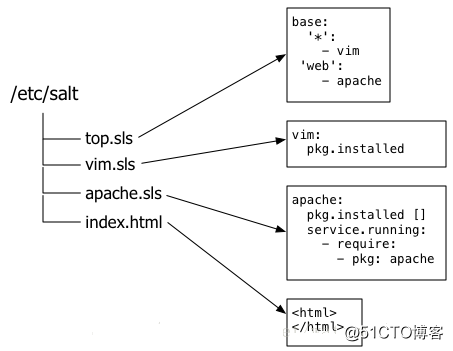 base:
'*':
- vim
'web':
- apache
/etc/salt
top.sls
vim.sls
vim:
pkg.installed
apache.sls
index.html
apache:
pkg.installed []
service.running:
- require:
- pkg: apache
<html>
</html>
@51CTO博客